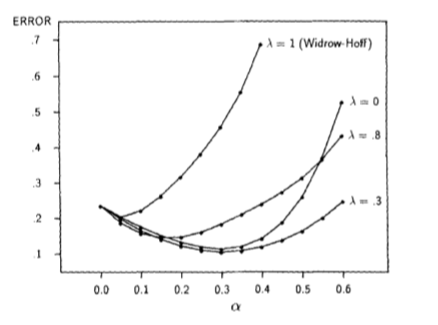 ERROR
.7
λ = 1 (Widrow-Hoff)
.6
.5
λ = 0
.4
λ = .8
.3
λ = .3
.2
.1
0.0 0.1 0.2 0.3 0.4 0.5 0.6
α